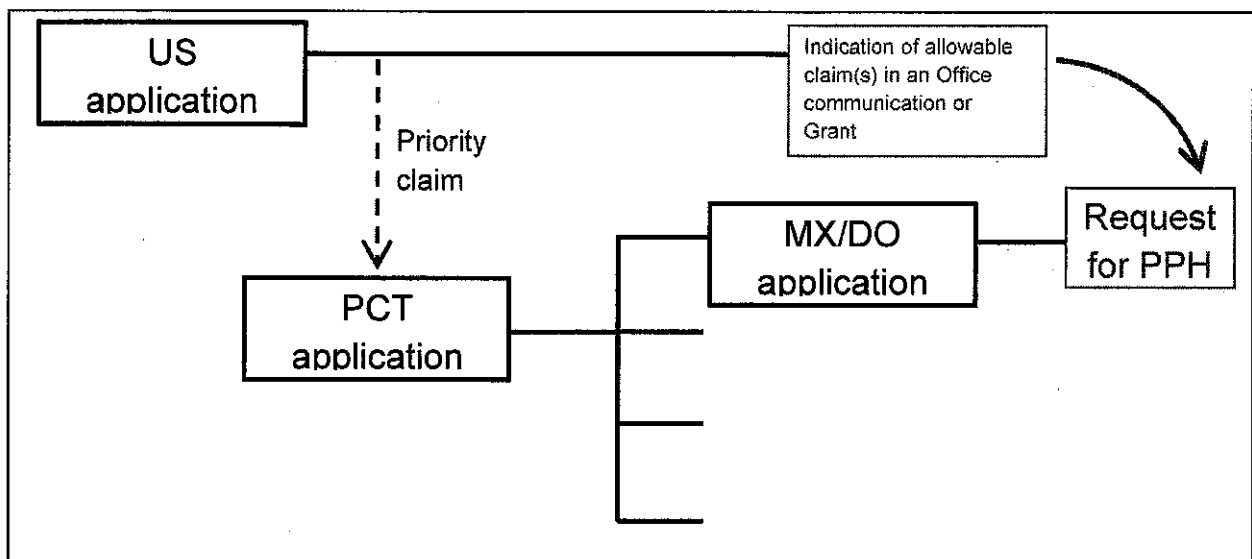 US
application
Indication of allowable
claim(s) in an Office
communication or
Grant
Priority
claim
MX/DO
application
Request
for PPH
PCT
application